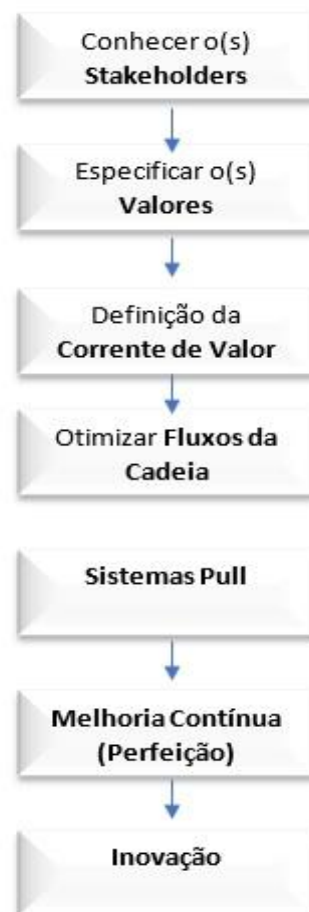 Conhecer o(s)
Stakeholders
Especificar o(s)
Valores
Definição da
Corrente de Valor
Otimizar Fluxos da
Cadeia
Sistemas Pull
Melhoria Contínua
(Perfeição)
Inovação